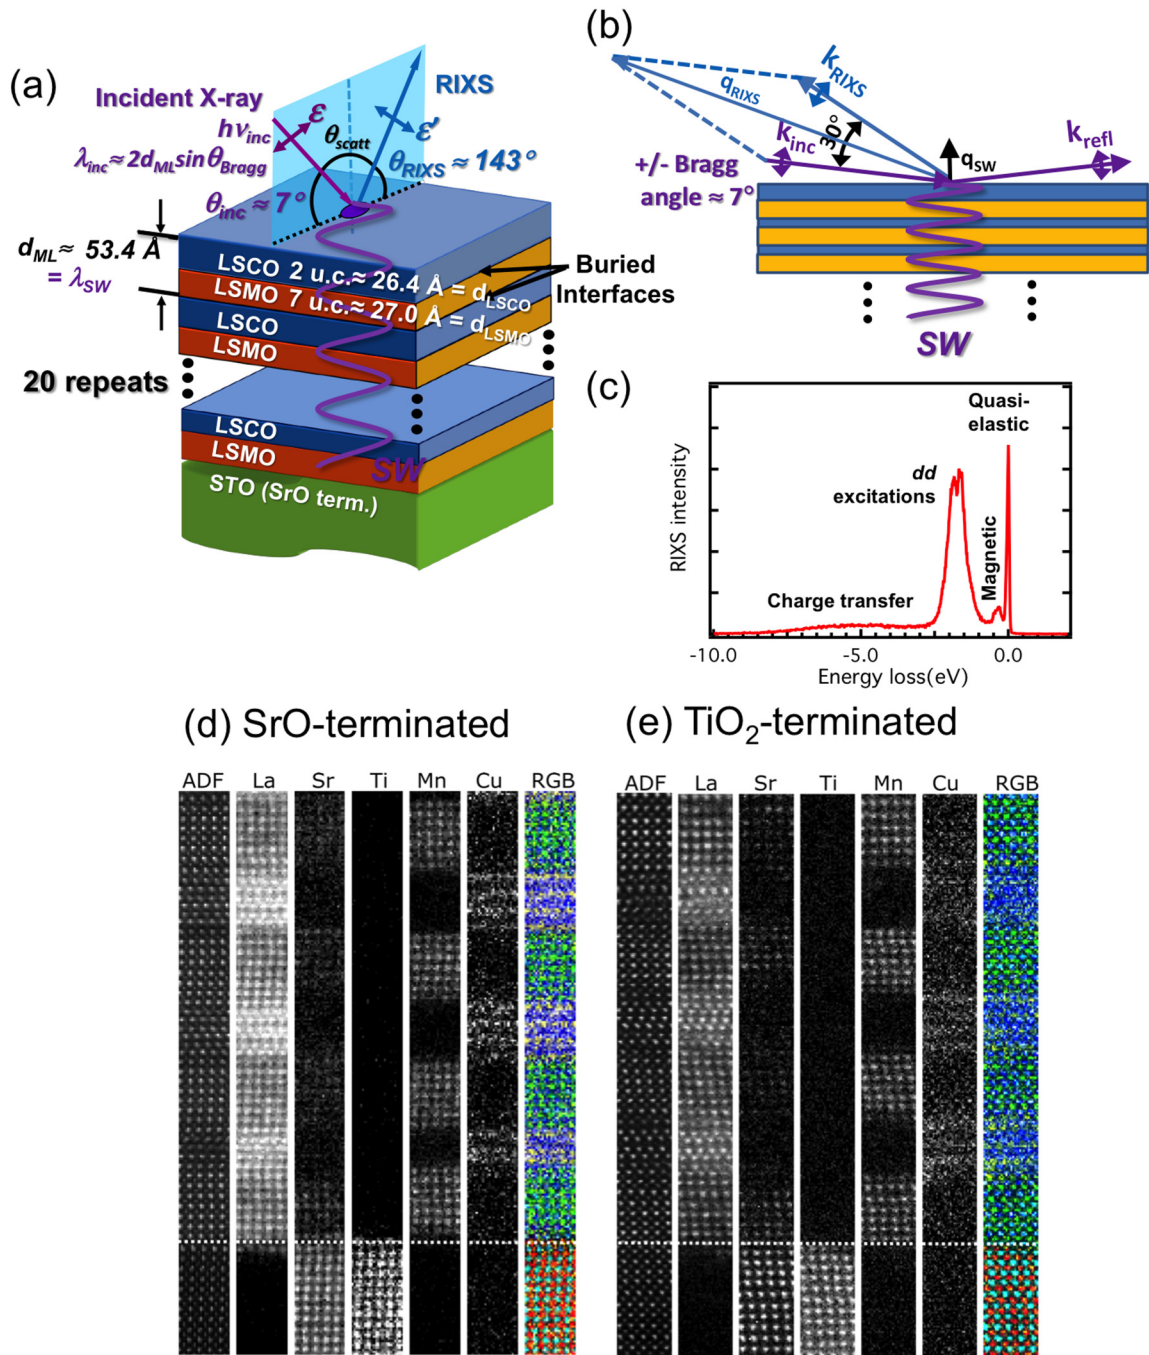 (a)
Incident X-ray
hν_inc
λ_inc ≈ 2d_ML sin θ_Bragg
ε
RIXS
ε'
θ_scatt
θ_RIXS ≈ 143°
θ_inc ≈ 7°
d_ML ≈ 53.4 Å
= λ_SW
LSCO 2 u.c. ≈ 26.4 Å = d_LSCO
LSMO 7 u.c. ≈ 27.0 Å = d_LSMO
LSCO
LSMO
Buried
Interfaces
20 repeats
LSCO
LSMO
SW
STO (SrO term.)
(b)
k_RIXS
q_RIXS
30°
k_inc
q_SW
k_refl
+/- Bragg
angle ≈ 7°
SW
(c)
Quasi-
elastic
dd
excitations
Magnetic
Charge transfer
RIXS intensity
-10.0 -5.0 0.0
Energy loss(eV)
(d) SrO-terminated
ADF La Sr Ti Mn Cu RGB
(e) TiO₂-terminated
ADF La Sr Ti Mn Cu RGB